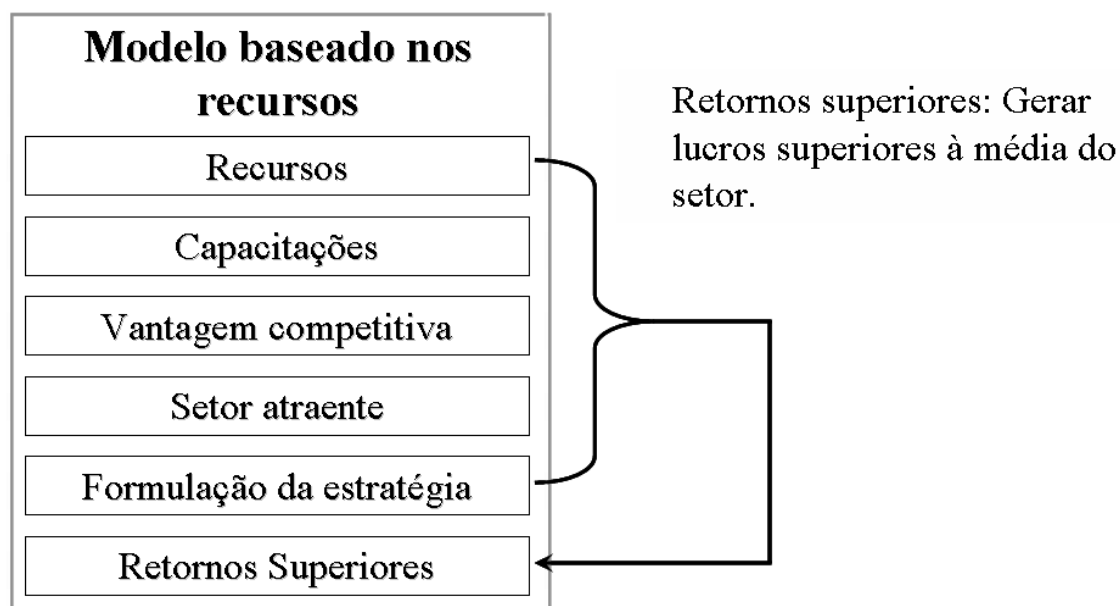 Modelo baseado nos
recursos
Recursos
Capacitações
Vantagem competitiva
Setor atraente
Formulação da estratégia
Retornos Superiores
Retornos superiores: Gerar
lucros superiores à média do
setor.